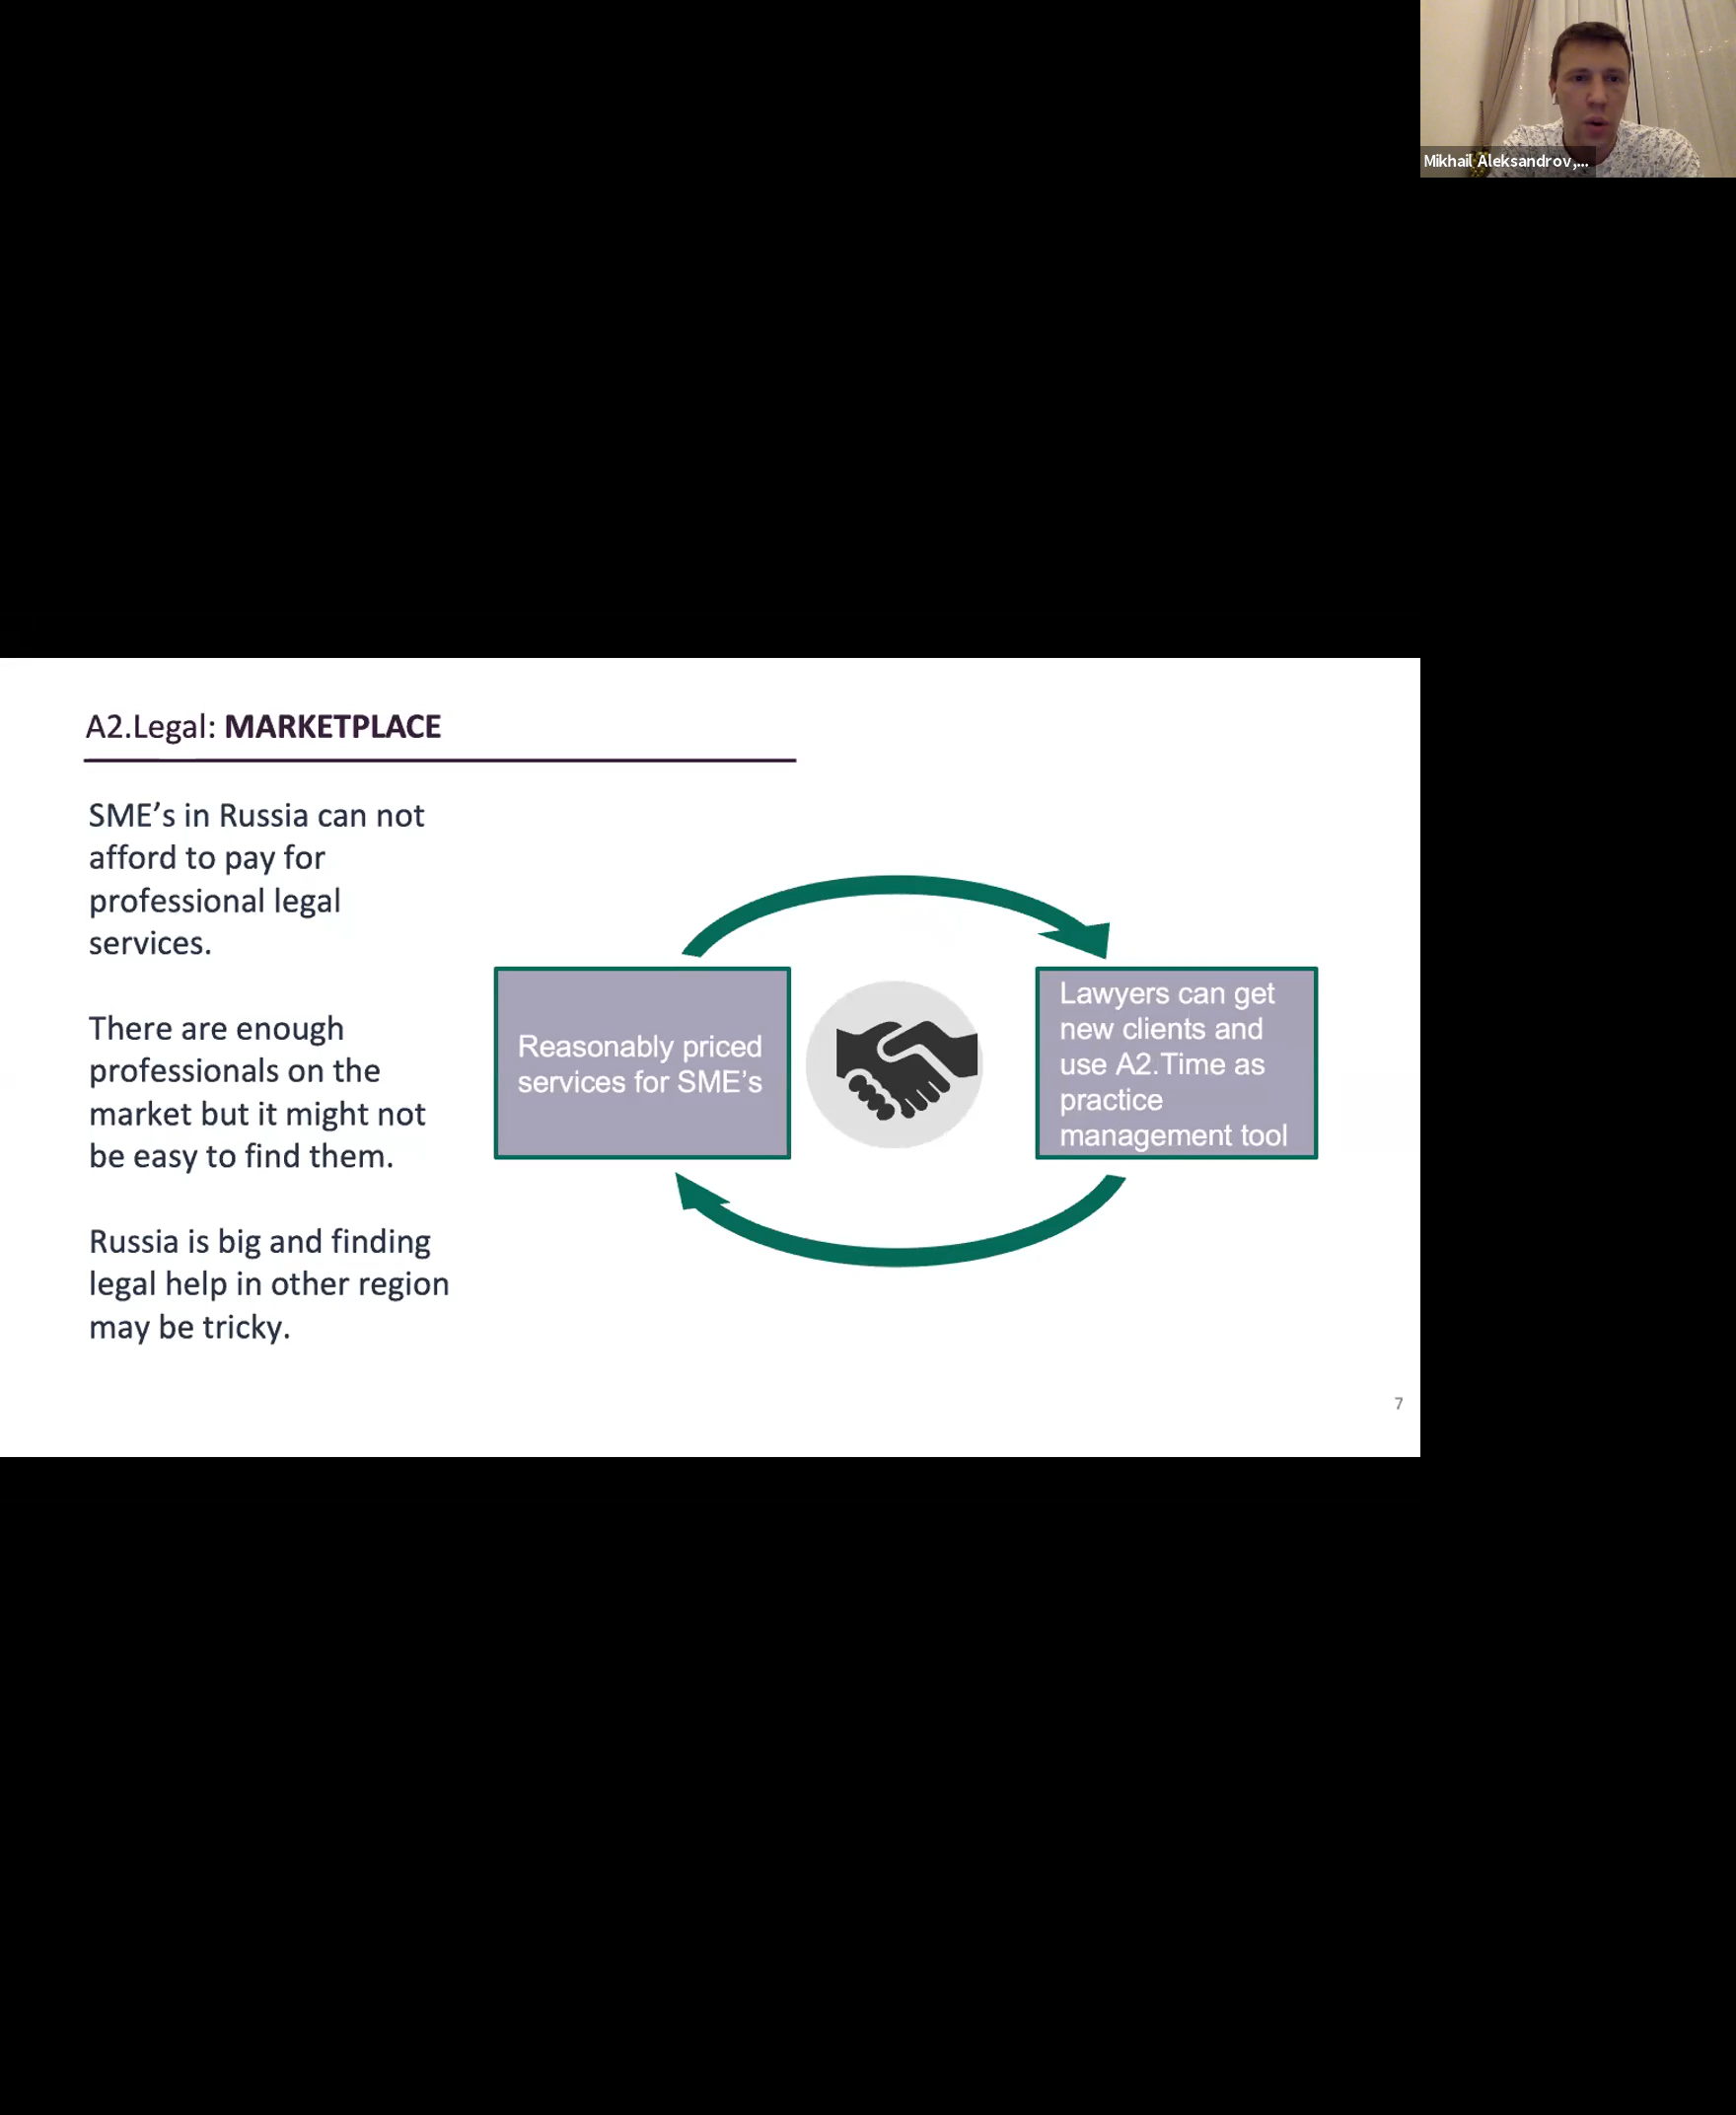 Mikhail Aleksandrov,...
A2.Legal: MARKETPLACE
SME’s in Russia can not
afford to pay for
professional legal
services.
There are enough
professionals on the
market but it might not
be easy to find them.
Russia is big and finding
legal help in other region
may be tricky.
Reasonably priced
services for SME’s
Lawyers can get
new clients and
use A2.Time as
practice
management tool
7